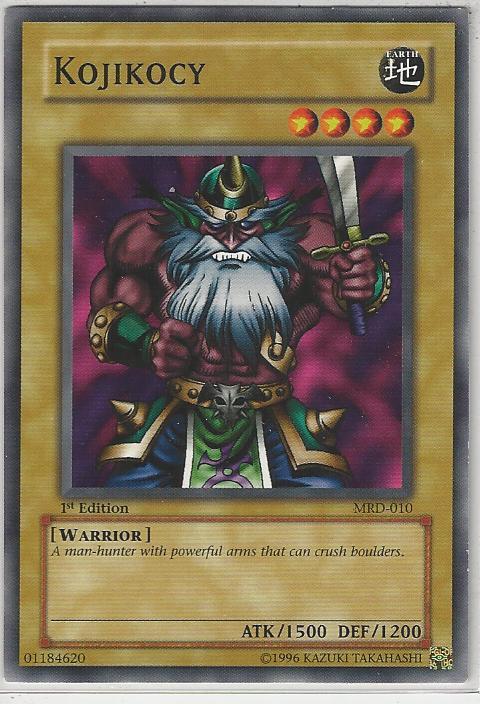 KOJIKOCY
EARTH
地
1st Edition
MRD-010
[WARRIOR]
A man-hunter with powerful arms that can crush boulders.
ATK/1500 DEF/1200
01184620
©1996 KAZUKI TAKAHASHI